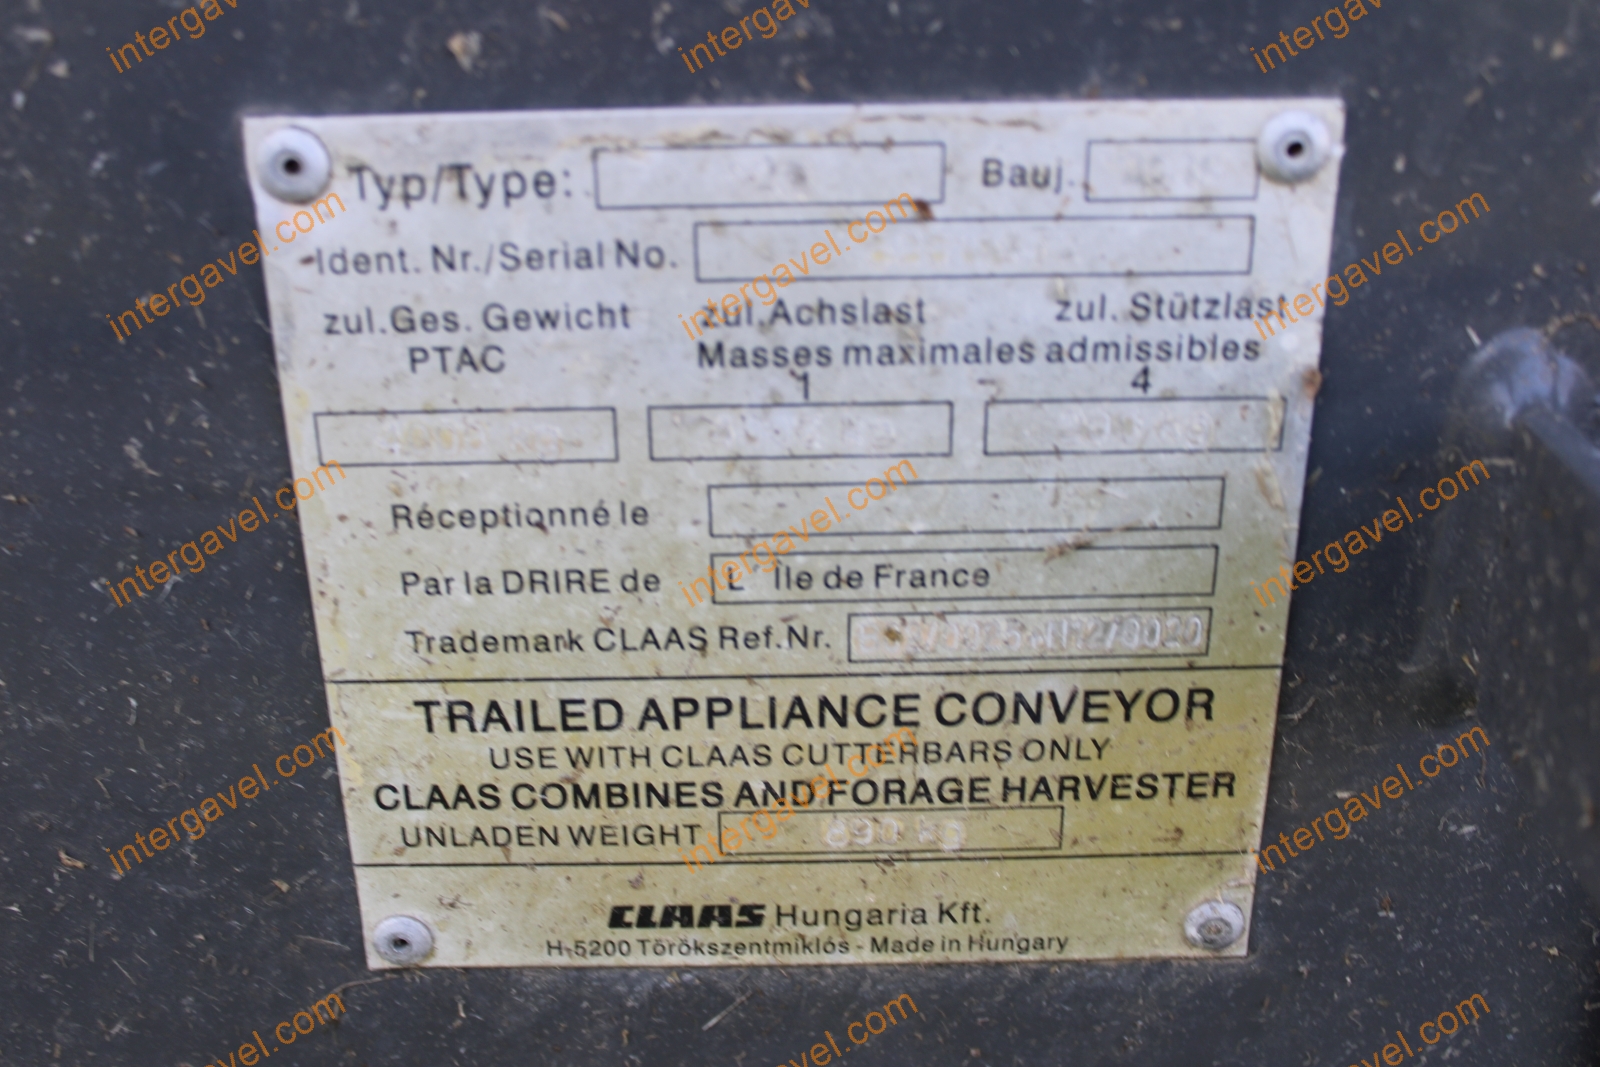 Typ/Type:
Bauj.
Ident. Nr./Serial No.
zul.Ges. Gewicht zul.Achslast zul. Stützlast
PTAC Masses maximales admissibles
1 4
Réceptionné le
Par la DRIRE de L' Ile de France
Trademark CLAAS Ref.Nr.
TRAILED APPLIANCE CONVEYOR
USE WITH CLAAS CUTTERBARS ONLY
CLAAS COMBINES AND FORAGE HARVESTER
UNLADEN WEIGHT 690 kg
CLAAS Hungaria Kft.
H-5200 Törökszentmiklós - Made in Hungary
intergavel.com